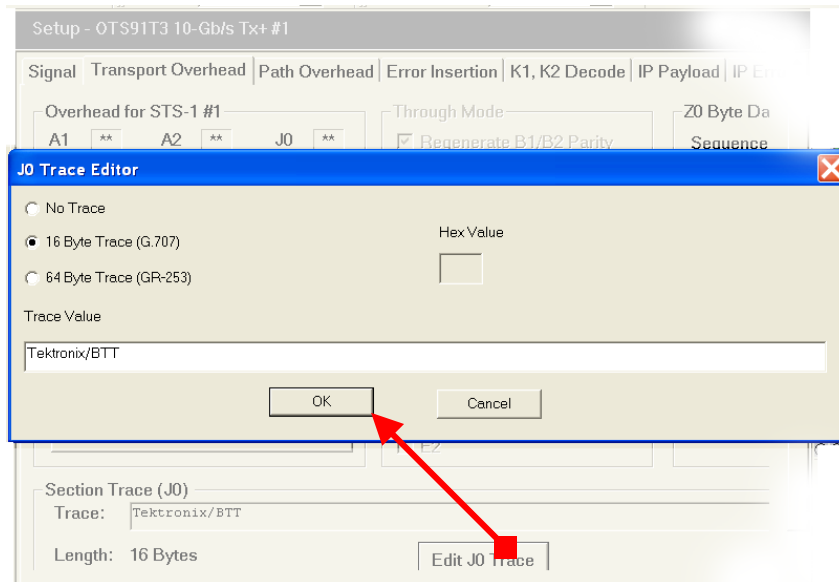 Setup - OTS91T3 10-Gb/s Tx+ #1
Signal Transport Overhead Path Overhead Error Insertion K1, K2 Decode IP Payload IP
Overhead for STS-1 #1 Through Mode Z0 Byte Da
A1 ** A2 ** J0 ** Regenerate B1/B2 Parity Sequence
J0 Trace Editor
No Trace
16 Byte Trace (G.707)
Hex Value
64 Byte Trace (GR-253)
Trace Value
Tektronix/BTT
OK Cancel
E2
Section Trace (J0)
Trace: Tektronix/BTT
Length: 16 Bytes Edit J0 Trace